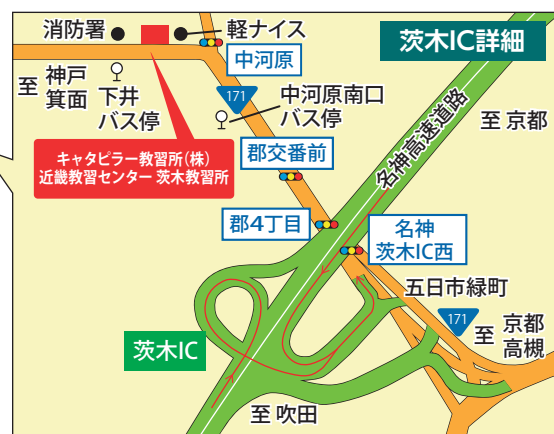 消防署
軽ナイス
茨木IC詳細
中河原
至 神戸
箕面
下井
バス停
171
中河原南口
バス停
至 京都
名神高速道路
キャタピラー教習所(株)
近畿教習センター 茨木教習所
郡交番前
郡4丁目
名神
茨木IC西
五日市緑町
171
至 京都
高槻
茨木IC
至 吹田